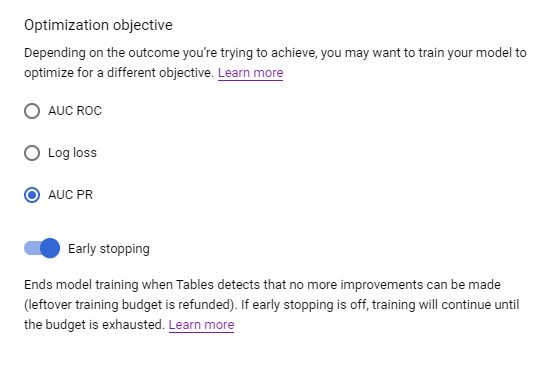 Optimization objective
Depending on the outcome you're trying to achieve, you may want to train your model to
optimize for a different objective. Learn more
AUC ROC
Log loss
AUC PR
Early stopping
Ends model training when Tables detects that no more improvements can be made
(leftover training budget is refunded). If early stopping is off, training will continue until
the budget is exhausted. Learn more